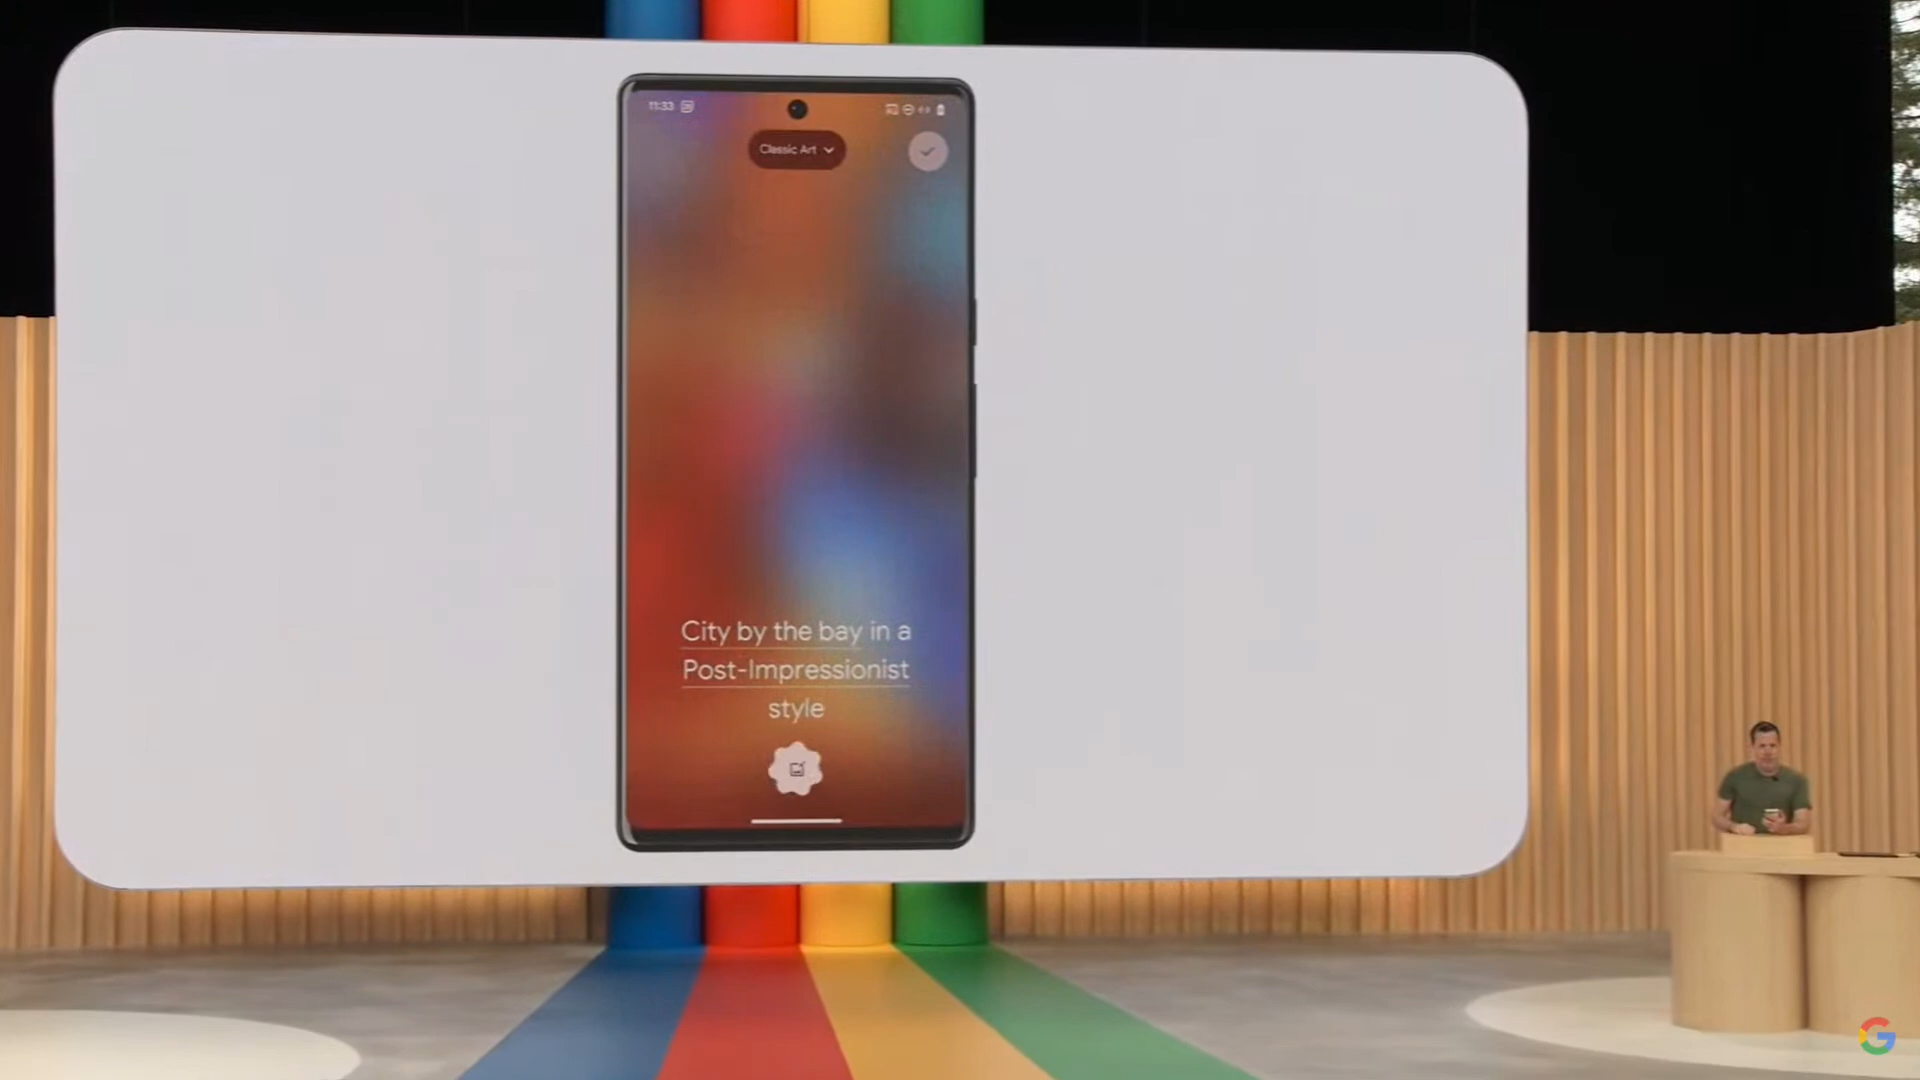 11:33
Classic Art
City by the bay in a
Post-Impressionist
style